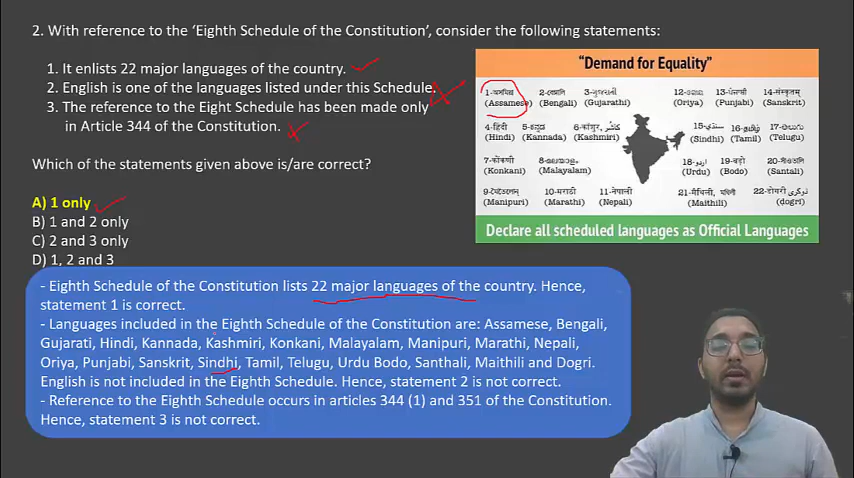 2. With reference to the ‘Eighth Schedule of the Constitution’, consider the following statements:
1. It enlists 22 major languages of the country.
2. English is one of the languages listed under this Schedule.
3. The reference to the Eight Schedule has been made only
in Article 344 of the Constitution.
Which of the statements given above is/are correct?
A) 1 only
B) 1 and 2 only
C) 2 and 3 only
D) 1, 2 and 3
"Demand for Equality"
1-অসমীয়া 2-বেঙ্গলি 3-ગુજરાતી 12-ଓଡ଼ିଆ 13-ਪੰਜਾਬੀ 14-संस्कृतम्
(Assamese) (Bengali) (Gujarathi) (Oriya) (Punjabi) (Sanskrit)
4-हिंदी 5-ಕನ್ನಡ 15-سنڌي 16-தமிழ் 17-తెలుగు
(Hindi) (Kannada) (Kashmiri) (Sindhi) (Tamil) (Telugu)
7-कोंकणी 8-മലയാളം 18-اردو 19-बड़ो
(Konkani) (Malayalam) (Urdu) (Bodo) (Santali)
10-मराठी 11-नेपाली 21-मैथिली 22-डोगरी
(Manipuri) (Marathi) (Nepali) (Maithili) (dogri)
Declare all scheduled languages as Official Languages
- Eighth Schedule of the Constitution lists 22 major languages of the country. Hence,
statement 1 is correct.
- Languages included in the Eighth Schedule of the Constitution are: Assamese, Bengali,
Gujarati, Hindi, Kannada, Kashmiri, Konkani, Malayalam, Manipuri, Marathi, Nepali,
Oriya, Punjabi, Sanskrit, Sindhi, Tamil, Telugu, Urdu Bodo, Santhali, Maithili and Dogri.
English is not included in the Eighth Schedule. Hence, statement 2 is not correct.
- Reference to the Eighth Schedule occurs in articles 344 (1) and 351 of the Constitution.
Hence, statement 3 is not correct.